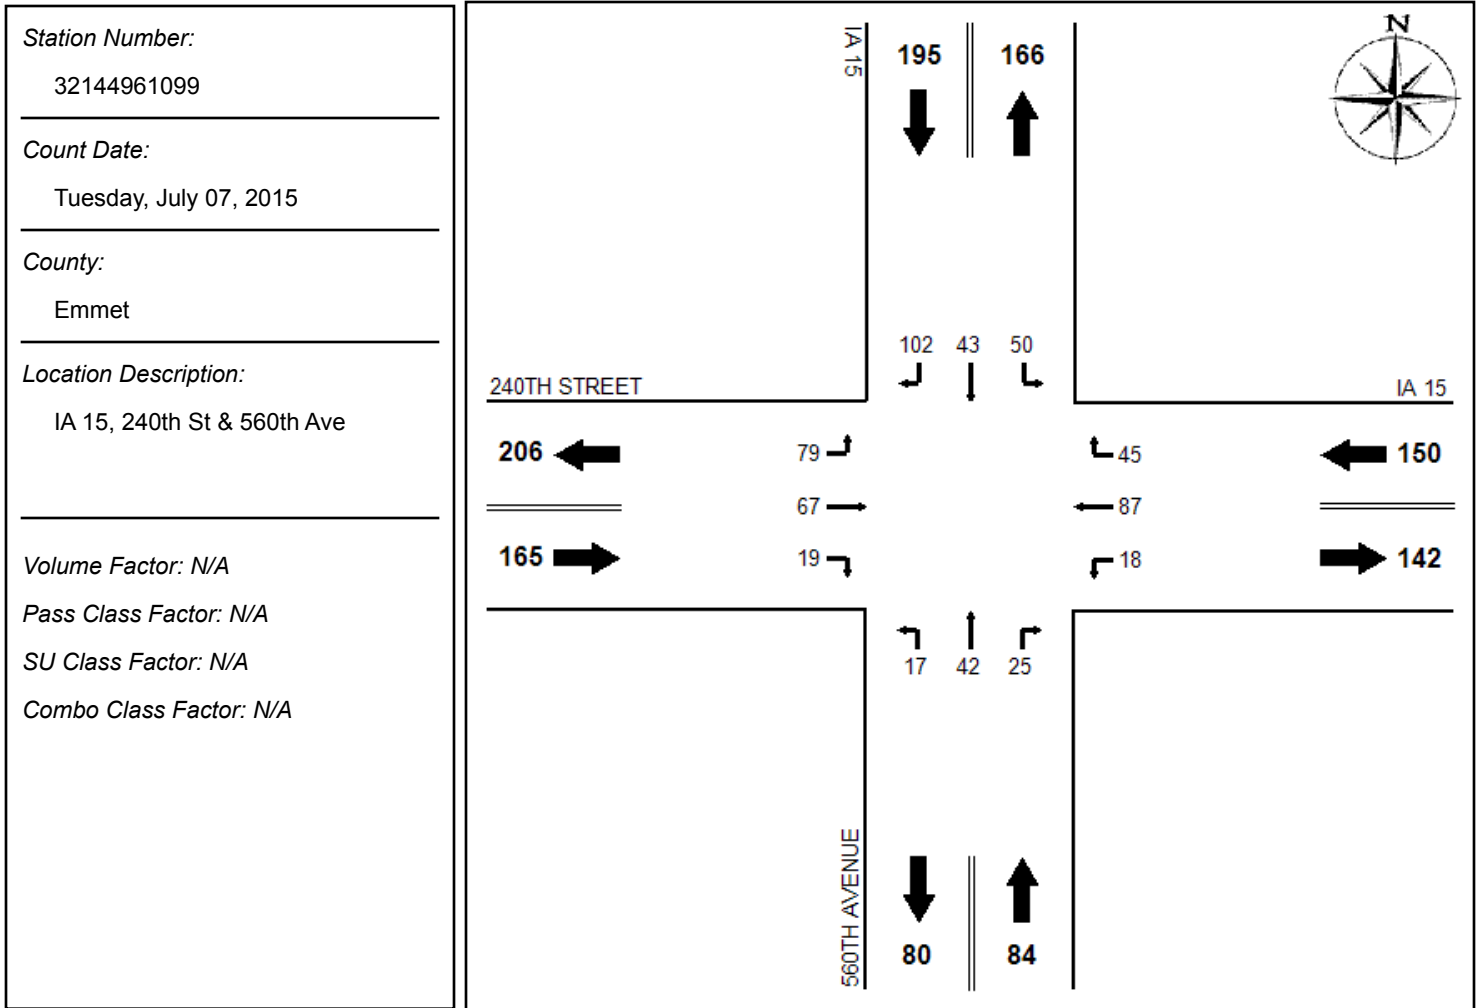 Station Number:
32144961099
Count Date:
Tuesday, July 07, 2015
County:
Emmet
Location Description:
IA 15, 240th St & 560th Ave
Volume Factor: N/A
Pass Class Factor: N/A
SU Class Factor: N/A
Combo Class Factor: N/A
IA 15
195 166
N
102 43 50
240TH STREET
IA 15
206 79 45 150
67 87
165 19 18 142
17 42 25
560TH AVENUE
80 84